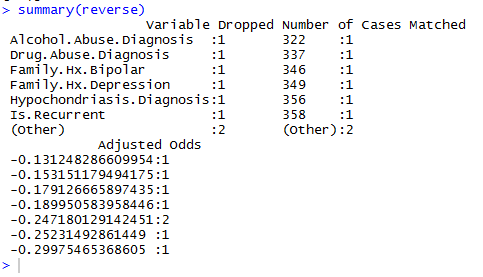 > summary(reverse)
Variable Dropped Number of Cases Matched
Alcohol.Abuse.Diagnosis :1 322 :1
Drug.Abuse.Diagnosis :1 337 :1
Family.Hx.Bipolar :1 346 :1
Family.Hx.Depression :1 349 :1
Hypochondriasis.Diagnosis:1 356 :1
Is.Recurrent :1 358 :1
(Other) :2 (Other):2
Adjusted Odds
-0.131248286609954:1
-0.153151179494175:1
-0.179126665897435:1
-0.189950583958446:1
-0.247180129142451:2
-0.25231492861449 :1
-0.29975465368605 :1
>